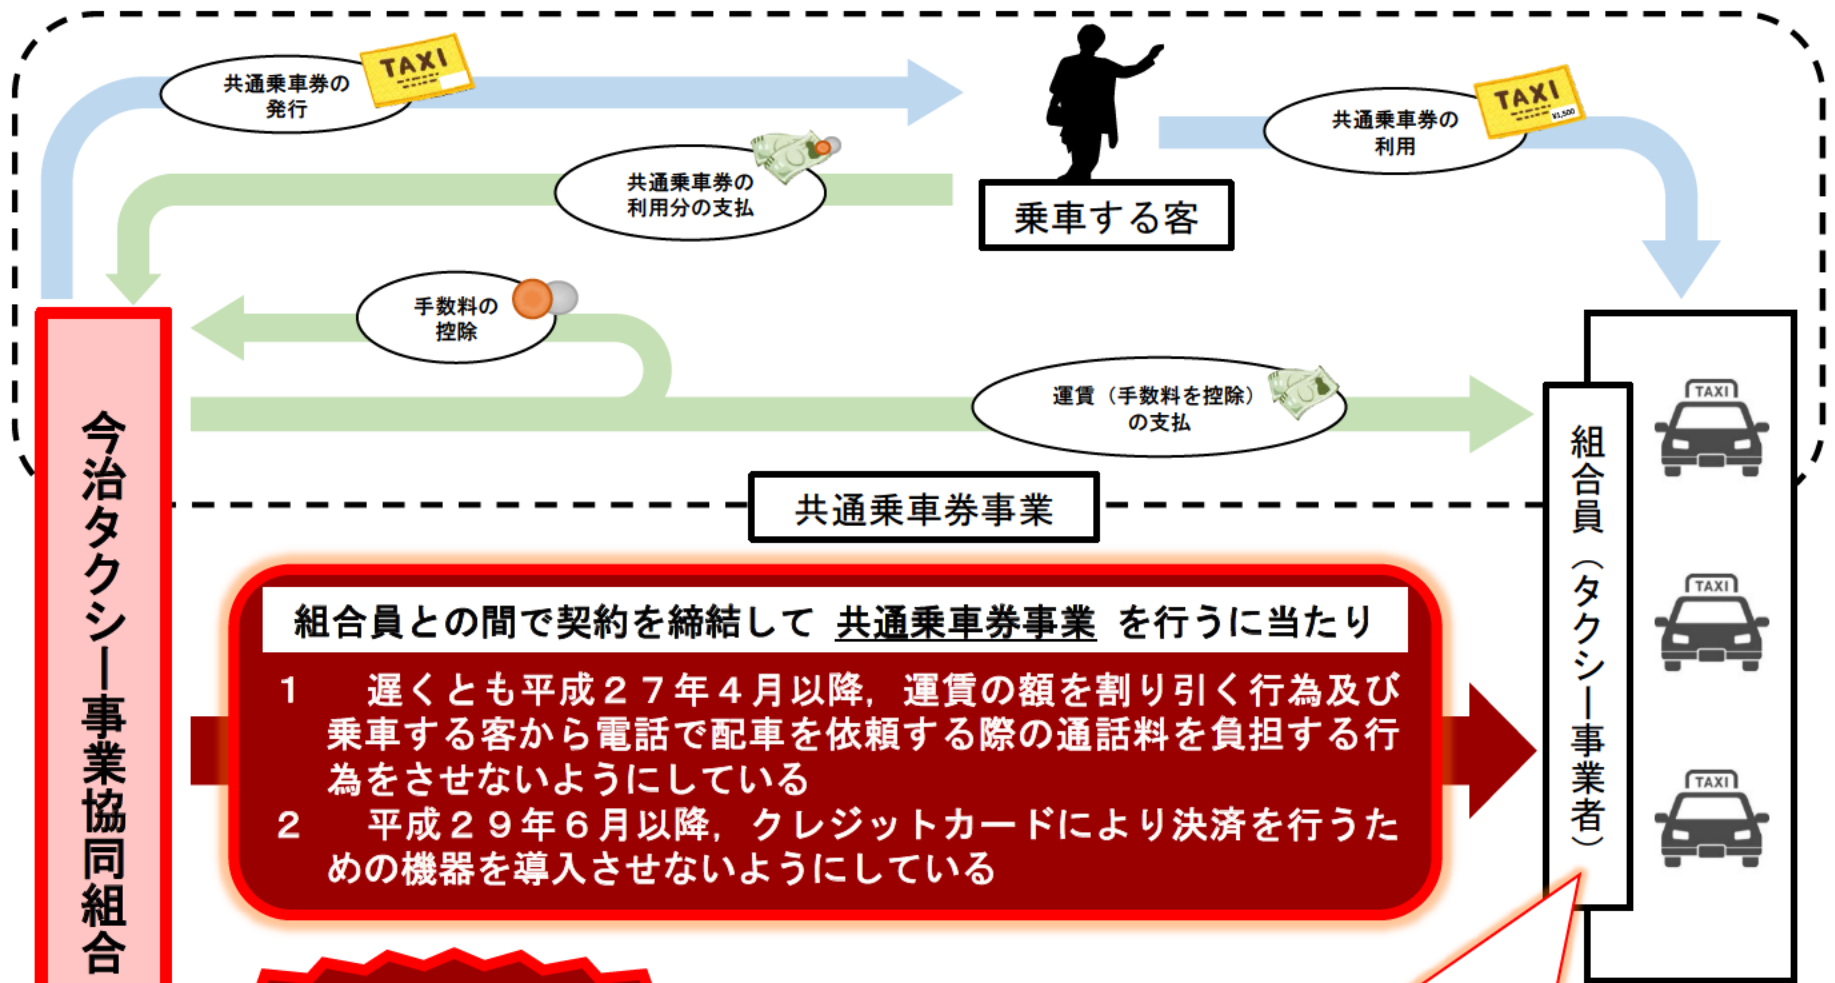 共通乗車券の
発行
TAXI
共通乗車券の
利用
TAXI
¥1,500
共通乗車券の
利用分の支払
乗車する客
手数料の
控除
運賃（手数料を控除）
の支払
共通乗車券事業
今治タクシー事業協同組合
組合員（タクシー事業者）
TAXI
TAXI
TAXI
組合員との間で契約を締結して 共通乗車券事業 を行うに当たり
１　遅くとも平成２７年４月以降，運賃の額を割り引く行為及び
乗車する客から電話で配車を依頼する際の通話料を負担する行
為をさせないようにしている
２　平成２９年６月以降，クレジットカードにより決済を行うた
めの機器を導入させないようにしている